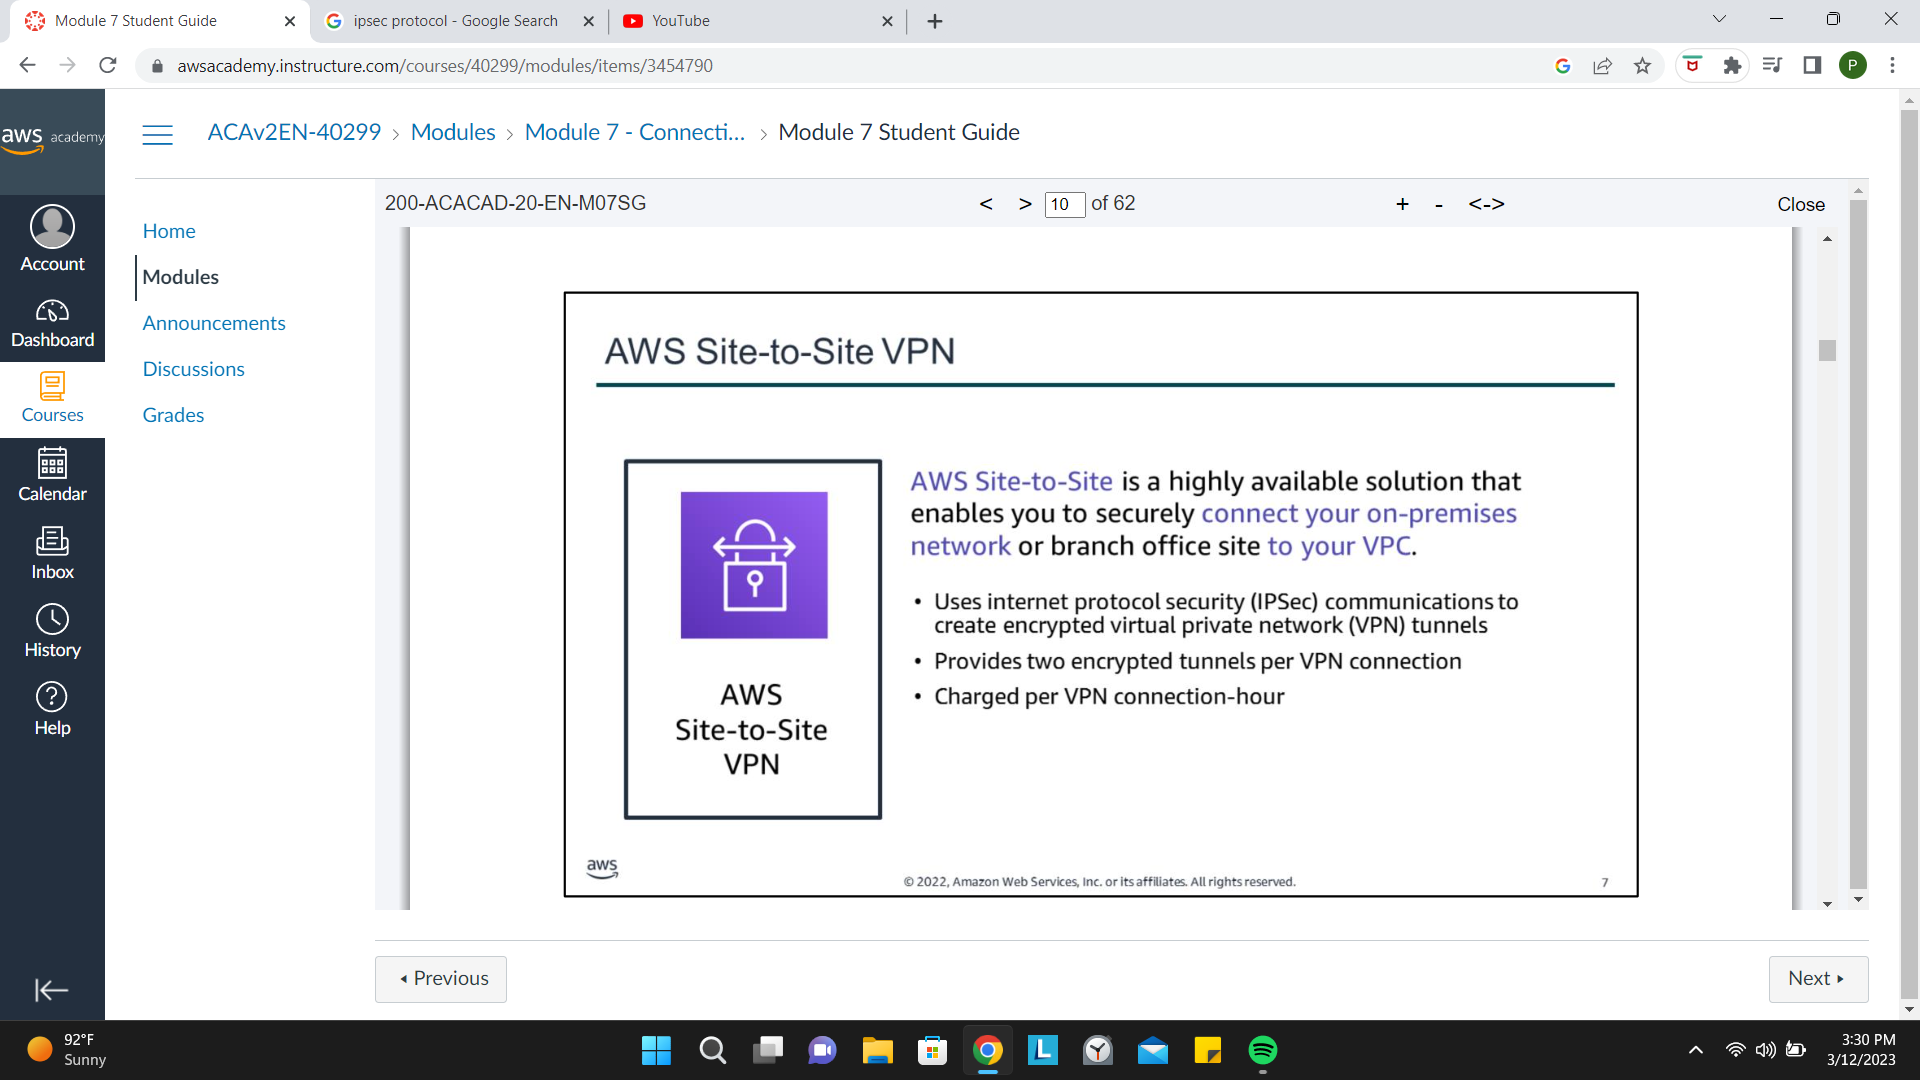 Module 7 Student Guide
ipsec protocol - Google Search
YouTube
awsacademy.instructure.com/courses/40299/modules/items/3454790
P
aws academy
ACAv2EN-40299 > Modules > Module 7 - Connecti... > Module 7 Student Guide
200-ACACAD-20-EN-M07SG
< > 10 of 62
+ - <->
Close
Account
Dashboard
Courses
Calendar
Inbox
History
Help
Home
Modules
Announcements
Discussions
Grades
AWS Site-to-Site VPN
AWS
Site-to-Site
VPN
AWS Site-to-Site is a highly available solution that
enables you to securely connect your on-premises
network or branch office site to your VPC.
• Uses internet protocol security (IPSec) communications to
create encrypted virtual private network (VPN) tunnels
• Provides two encrypted tunnels per VPN connection
• Charged per VPN connection-hour
aws
© 2022, Amazon Web Services, Inc. or its affiliates. All rights reserved.
7
Previous
Next
92°F
Sunny
L
3:30 PM
3/12/2023